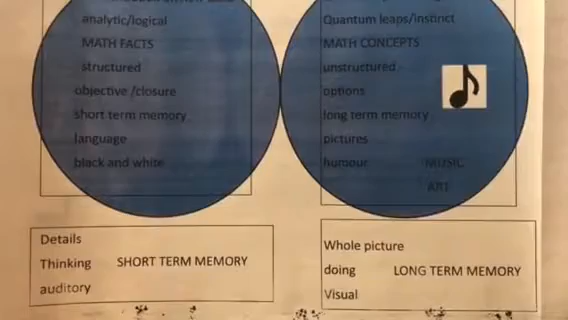 analytic/logical
MATH FACTS
structured
objective /closure
short term memory
language
black and white
Quantum leaps/instinct
MATH CONCEPTS
unstructured
options
long term memory
pictures
humour MUSIC
ART
Details
Thinking SHORT TERM MEMORY
auditory
Whole picture
doing LONG TERM MEMORY
Visual